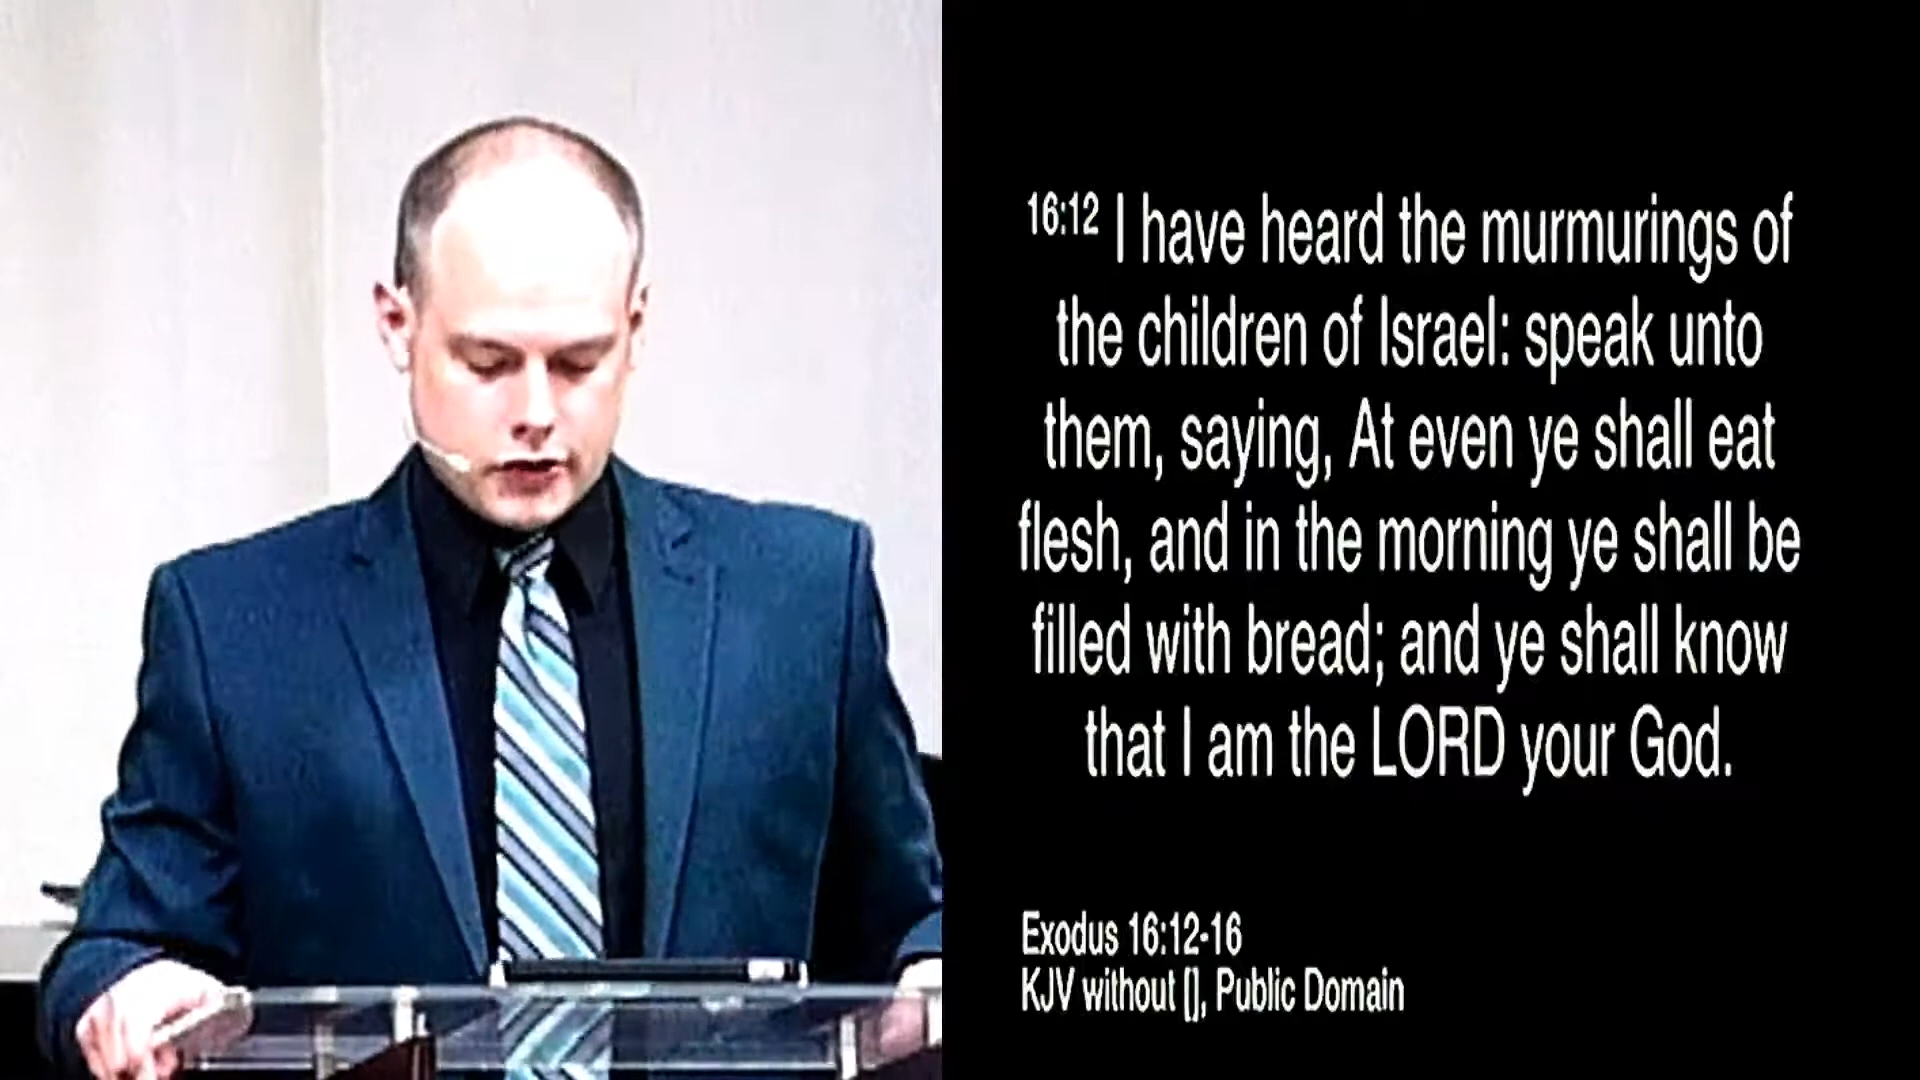 16:12 I have heard the murmurings of
the children of Israel: speak unto
them, saying, At even ye shall eat
flesh, and in the morning ye shall be
filled with bread; and ye shall know
that I am the LORD your God.
Exodus 16:12-16
KJV without [], Public Domain